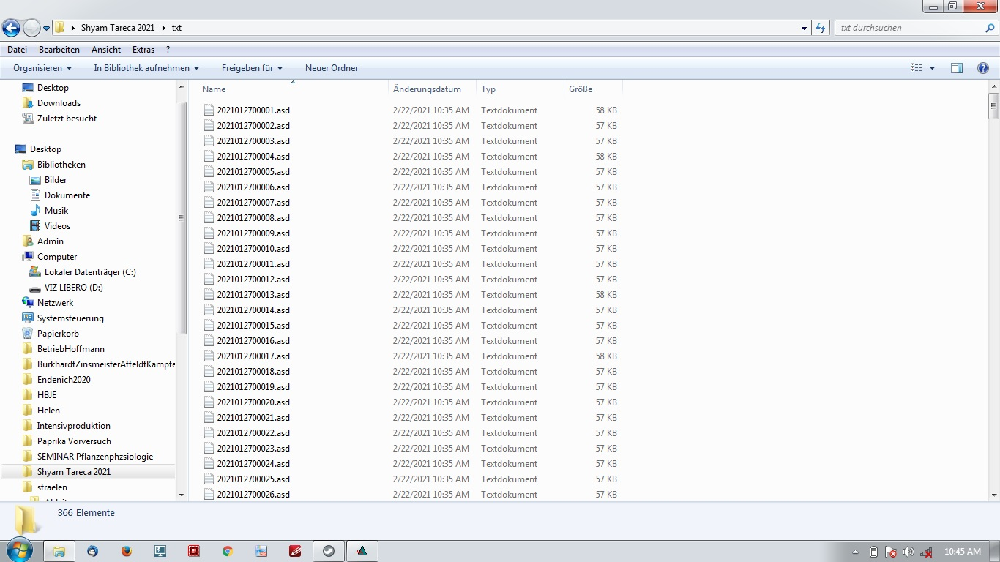 Shyam Tareca 2021 txt
txt durchsuchen
Datei Bearbeiten Ansicht Extras ?
Organisieren In Bibliothek aufnehmen Freigeben für Neuer Ordner
Desktop
Downloads
Zuletzt besucht
Desktop
Bibliotheken
Bilder
Dokumente
Musik
Videos
Admin
Computer
Lokaler Datenträger (C:)
VIZ LIBERO (D:)
Netzwerk
Systemsteuerung
Papierkorb
BetriebHoffmann
BurkhardtZinsmeisterAffeldtKampfe
Endenich2020
HBJE
Helen
Intensivproduktion
Paprika Vorversuch
SEMINAR Pflanzenphzsiologie
Shyam Tareca 2021
straelen
Name Änderungsdatum Typ Größe
2021012700001.asd 2/22/2021 10:35 AM Textdokument 58 KB
2021012700002.asd 2/22/2021 10:35 AM Textdokument 57 KB
2021012700003.asd 2/22/2021 10:35 AM Textdokument 57 KB
2021012700004.asd 2/22/2021 10:35 AM Textdokument 58 KB
2021012700005.asd 2/22/2021 10:35 AM Textdokument 57 KB
2021012700006.asd 2/22/2021 10:35 AM Textdokument 57 KB
2021012700007.asd 2/22/2021 10:35 AM Textdokument 57 KB
2021012700008.asd 2/22/2021 10:35 AM Textdokument 57 KB
2021012700009.asd 2/22/2021 10:35 AM Textdokument 57 KB
2021012700010.asd 2/22/2021 10:35 AM Textdokument 57 KB
2021012700011.asd 2/22/2021 10:35 AM Textdokument 57 KB
2021012700012.asd 2/22/2021 10:35 AM Textdokument 57 KB
2021012700013.asd 2/22/2021 10:35 AM Textdokument 58 KB
2021012700014.asd 2/22/2021 10:35 AM Textdokument 57 KB
2021012700015.asd 2/22/2021 10:35 AM Textdokument 57 KB
2021012700016.asd 2/22/2021 10:35 AM Textdokument 57 KB
2021012700017.asd 2/22/2021 10:35 AM Textdokument 58 KB
2021012700018.asd 2/22/2021 10:35 AM Textdokument 57 KB
2021012700019.asd 2/22/2021 10:35 AM Textdokument 57 KB
2021012700020.asd 2/22/2021 10:35 AM Textdokument 57 KB
2021012700021.asd 2/22/2021 10:35 AM Textdokument 57 KB
2021012700022.asd 2/22/2021 10:35 AM Textdokument 57 KB
2021012700023.asd 2/22/2021 10:35 AM Textdokument 57 KB
2021012700024.asd 2/22/2021 10:35 AM Textdokument 57 KB
2021012700025.asd 2/22/2021 10:35 AM Textdokument 57 KB
2021012700026.asd 2/22/2021 10:35 AM Textdokument 57 KB
366 Elemente
10:45 AM